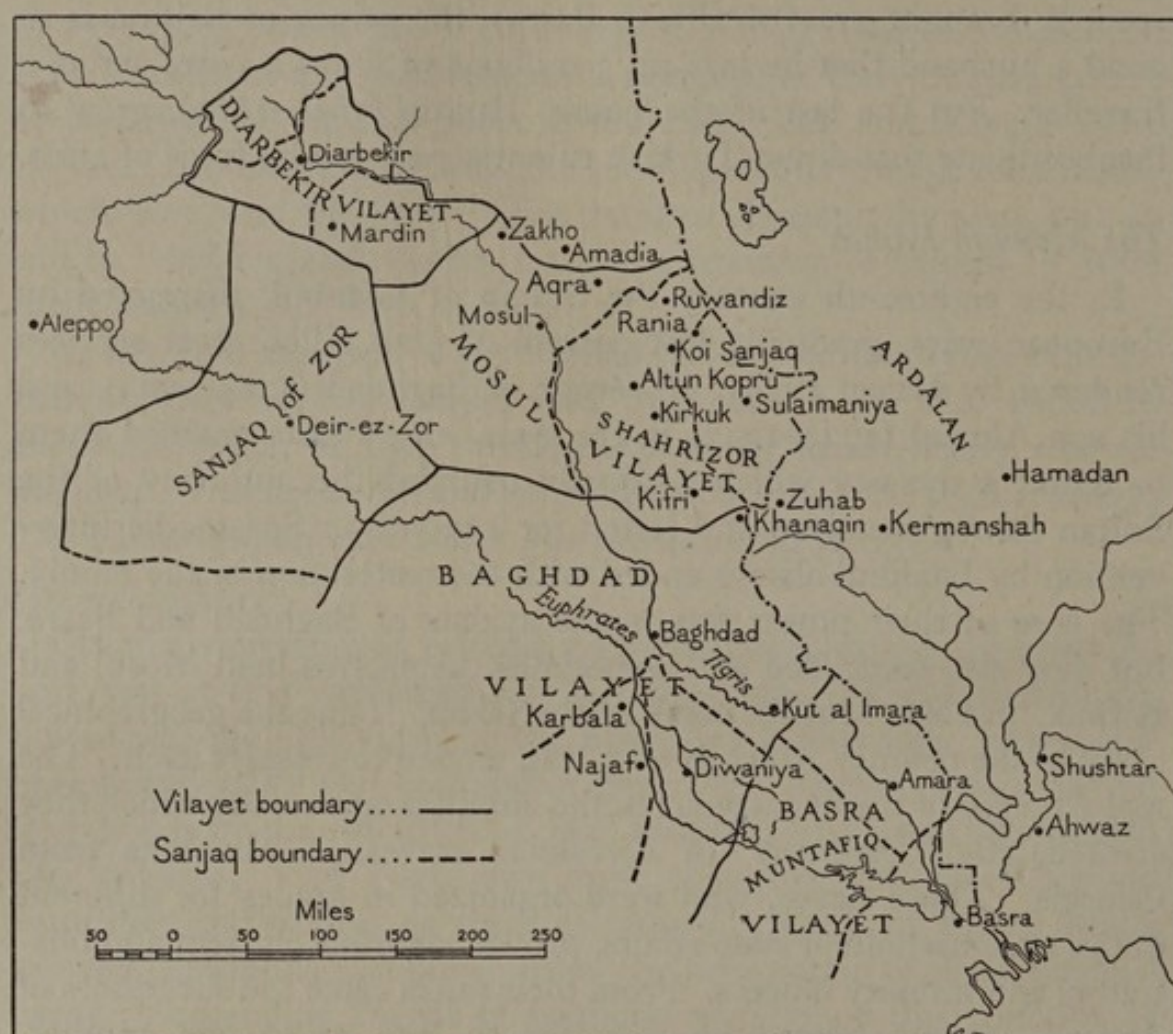 DIARBEKIR VILAYET
Diarbekir
Mardin
Zakho
Amadia
Aqra
Ruwandiz
Aleppo
Mosul
Rania
Koi Sanjaq
MOSUL
ARDALAN
SANJAQ of ZOR
Altun Kopru
Sulaimaniya
Deir-ez-Zor
Kirkuk
SHAHRIZOR
VILAYET
Hamadan
Kifri
Zuhab
Khanaqin
Kermanshah
BAGHDAD
Euphrates
Baghdad
Tigris
VILAYET
Karbala
Kut al Imara
Najaf
Diwaniya
Amara
Shushtar
Vilayet boundary....
BASRA
Ahwaz
Sanjaq boundary....
MUNTAFIQ
Miles
VILAYET
Basra
50 0 50 100 150 200 250